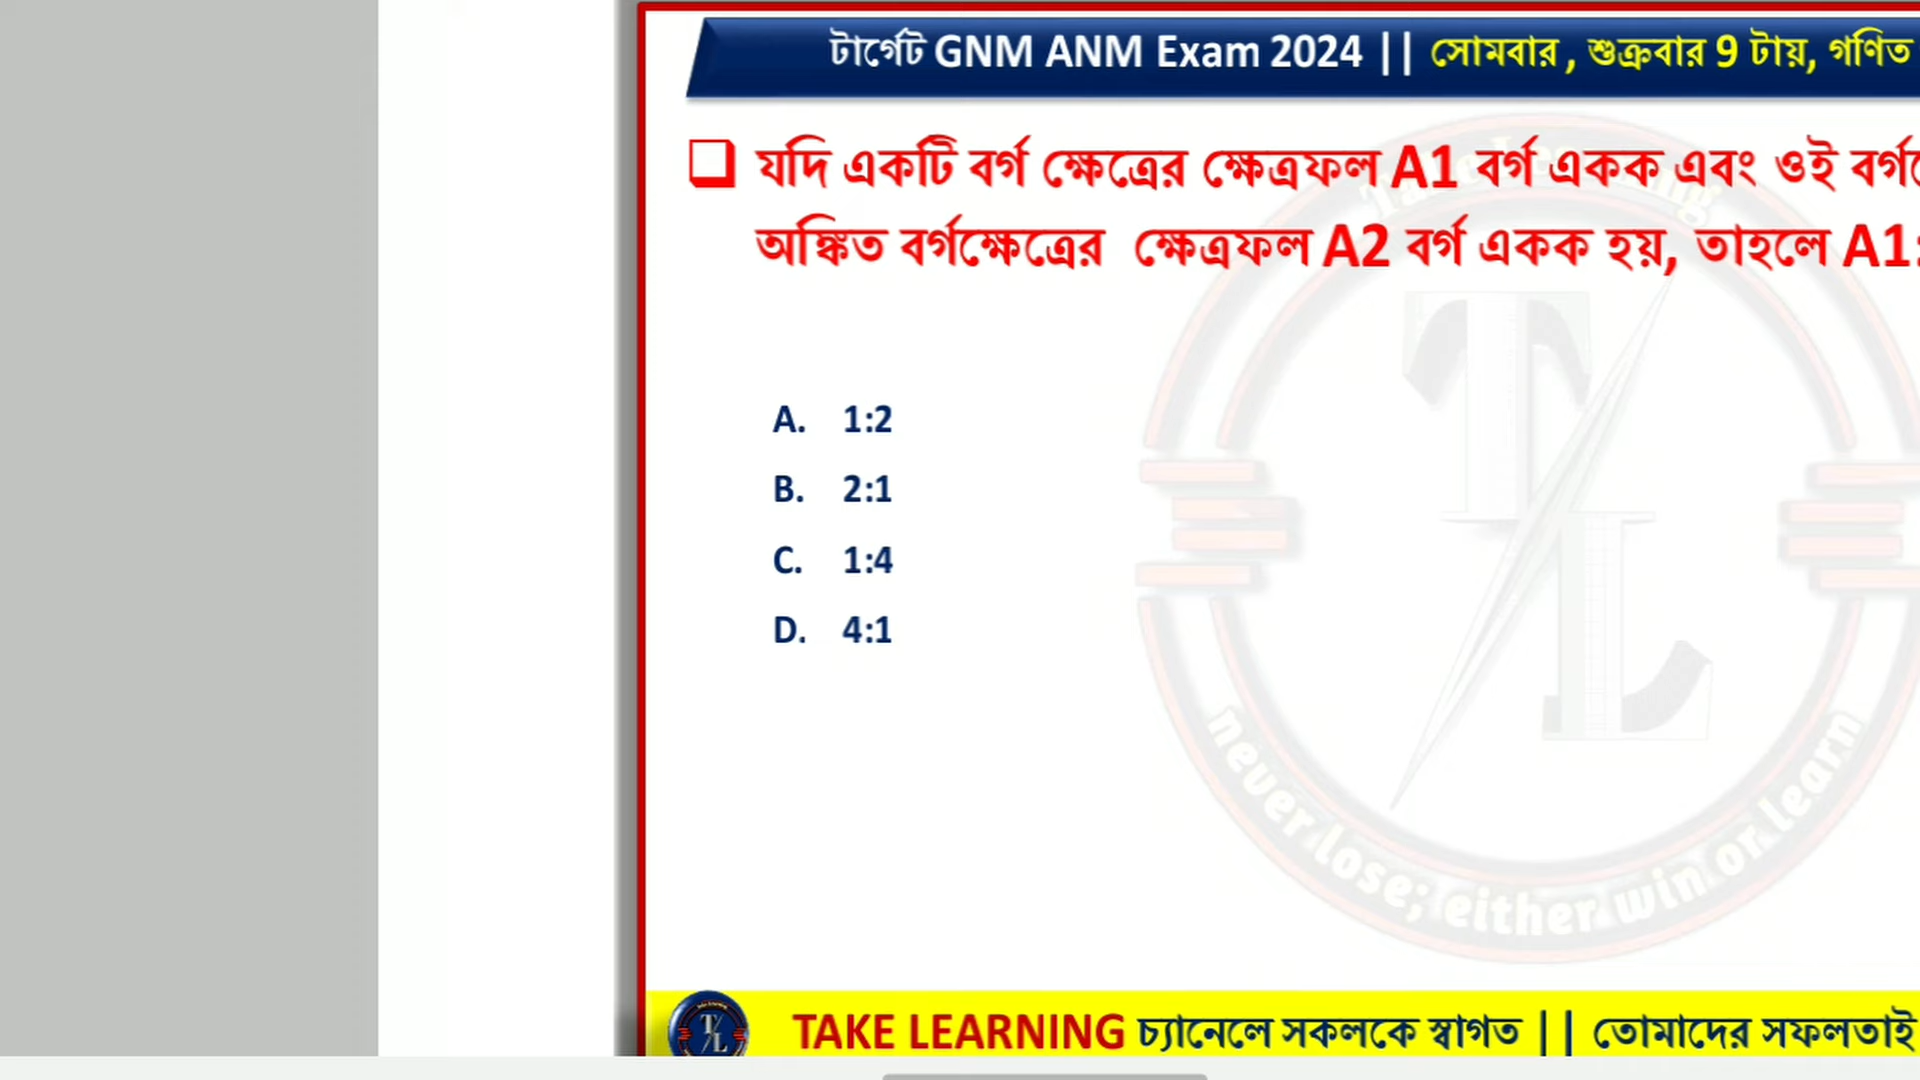 টার্গেট GNM ANM Exam 2024 || সোমবার , শুক্রবার 9 টায়, গণিত
যদি একটি বর্গ ক্ষেত্রের ক্ষেত্রফল A1 বর্গ একক এবং ওই
অঙ্কিত বর্গক্ষেত্রের ক্ষেত্রফল A2 বর্গ একক হয়, তাহলে A1:
A. 1:2
B. 2:1
C. 1:4
D. 4:1
never lose; either win or learn
TAKE LEARNING চ্যানেলে সকলকে স্বাগত || তোমাদের সফলতাই